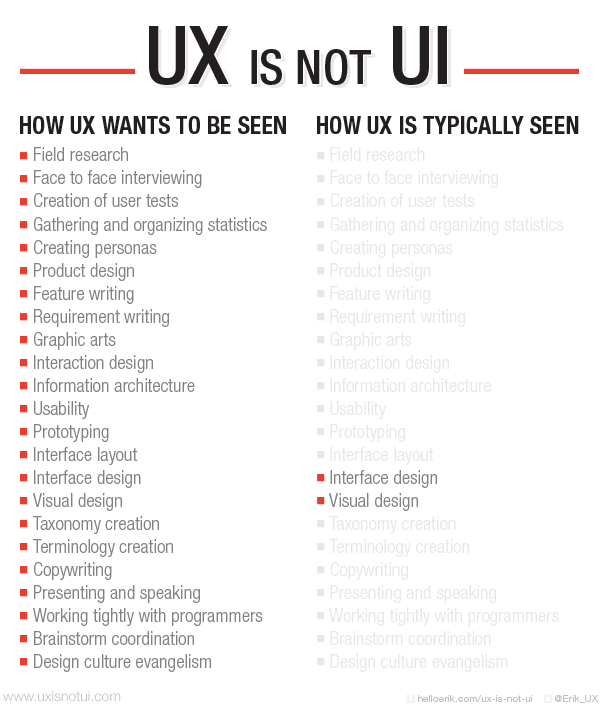 UX IS NOT UI
HOW UX WANTS TO BE SEEN
Field research
Face to face interviewing
Creation of user tests
Gathering and organizing statistics
Creating personas
Product design
Feature writing
Requirement writing
Graphic arts
Interaction design
Information architecture
Usability
Prototyping
Interface layout
Interface design
Visual design
Taxonomy creation
Terminology creation
Copywriting
Presenting and speaking
Working tightly with programmers
Brainstorm coordination
Design culture evangelism
HOW UX IS TYPICALLY SEEN
Field research
Face to face interviewing
Creation of user tests
Gathering and organizing statistics
Creating personas
Product design
Feature writing
Requirement writing
Graphic arts
Interaction design
Information architecture
Usability
Prototyping
Interface layout
Interface design
Visual design
Taxonomy creation
Terminology creation
Copywriting
Presenting and speaking
Working tightly with programmers
Brainstorm coordination
Design culture evangelism
www.uxisnotui.com
helloerik.com/ux-is-not-ui
@Erik_UX